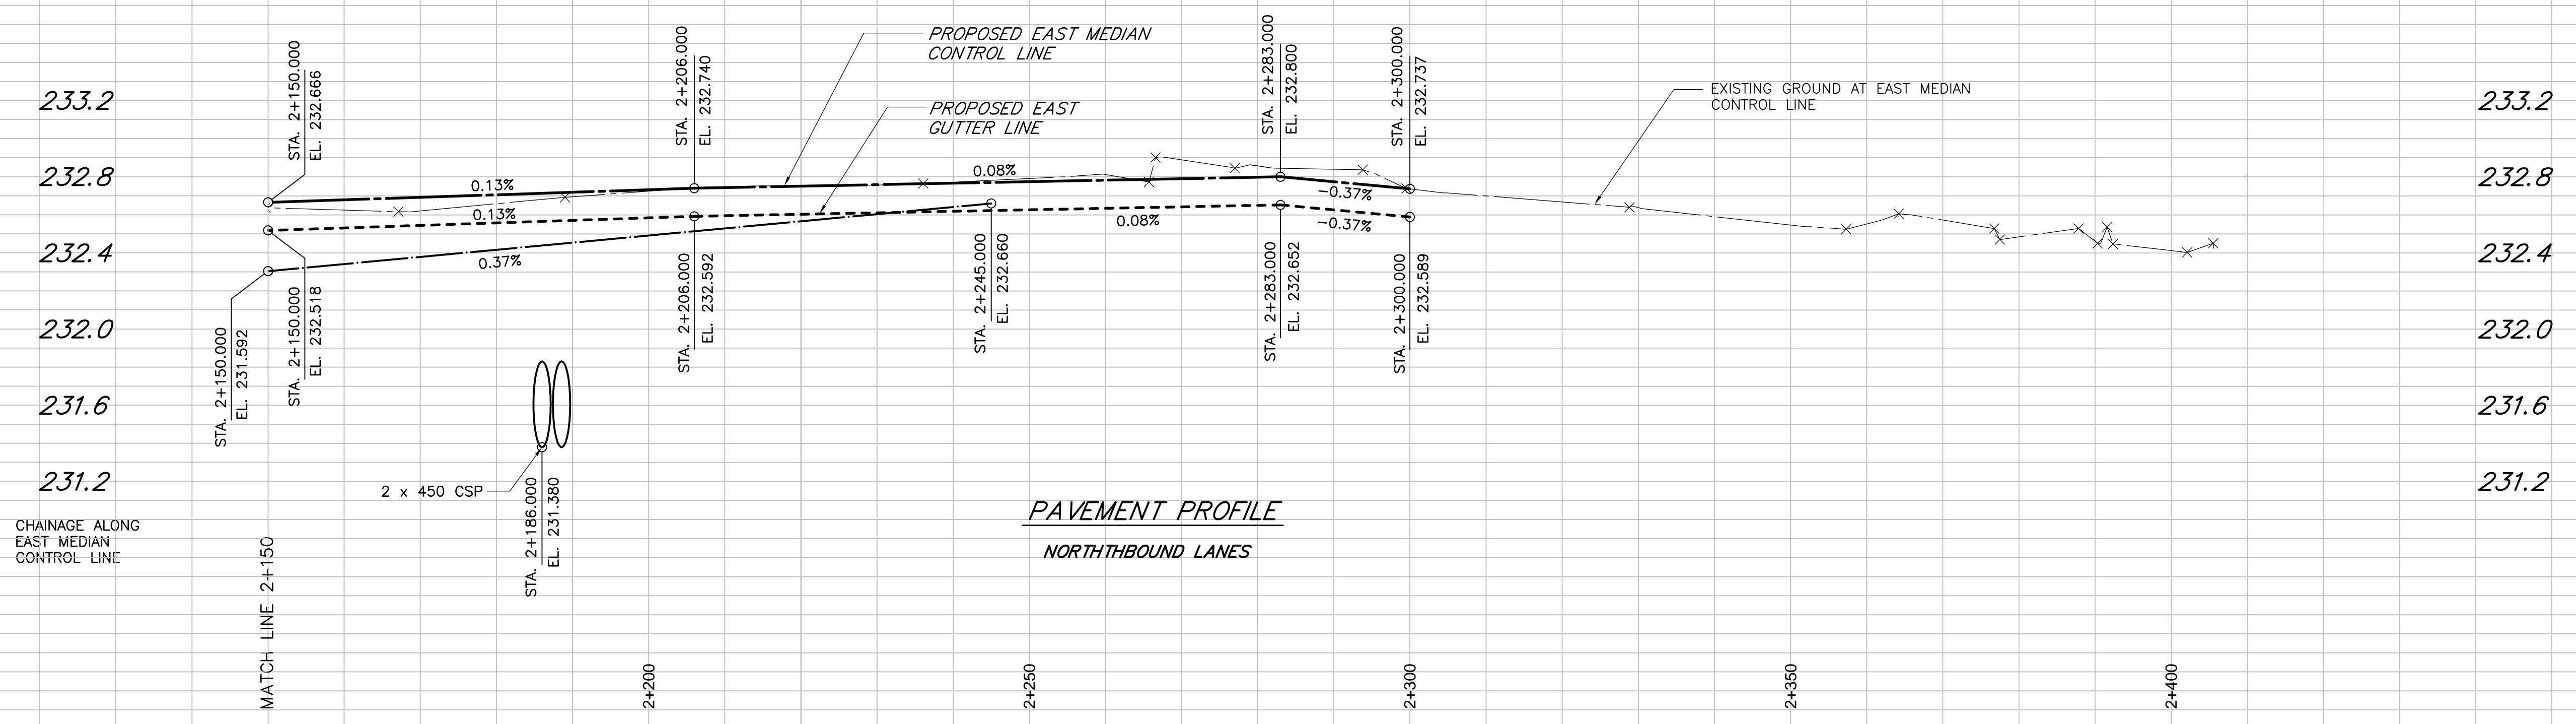 PROPOSED EAST MEDIAN
CONTROL LINE
PROPOSED EAST
GUTTER LINE
EXISTING GROUND AT EAST MEDIAN
CONTROL LINE
STA. 2+150.000
EL. 232.666
STA. 2+206.000
EL. 232.740
STA. 2+283.000
EL. 232.800
STA. 2+300.000
EL. 232.737
233.2
233.2
232.8
232.8
232.4
232.4
232.0
232.0
231.6
231.6
231.2
231.2
0.13%
0.08%
-0.37%
0.13%
0.08%
-0.37%
0.37%
STA. 2+150.000
EL. 231.592
STA. 2+150.000
EL. 232.518
STA. 2+206.000
EL. 232.592
STA. 2+245.000
EL. 232.660
STA. 2+283.000
EL. 232.652
STA. 2+300.000
EL. 232.589
2 x 450 CSP
STA. 2+186.000
EL. 231.380
PAVEMENT PROFILE
NORTHTHBOUND LANES
CHAINAGE ALONG
EAST MEDIAN
CONTROL LINE
MATCH LINE 2+150
2+200
2+250
2+300
2+350
2+400